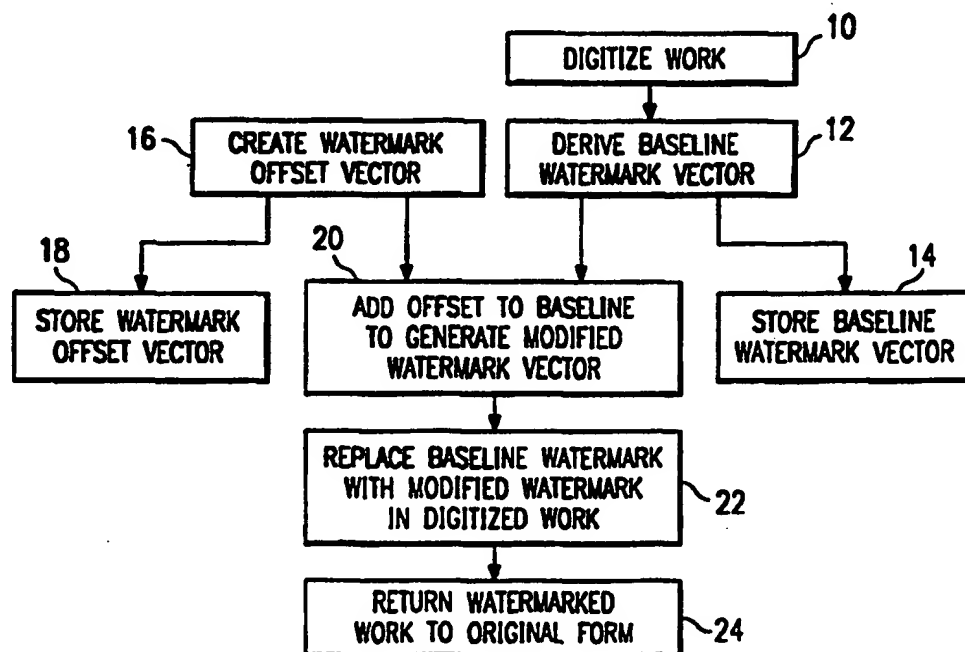 10
DIGITIZE WORK
16
CREATE WATERMARK
OFFSET VECTOR
12
DERIVE BASELINE
WATERMARK VECTOR
18
STORE WATERMARK
OFFSET VECTOR
20
ADD OFFSET TO BASELINE
TO GENERATE MODIFIED
WATERMARK VECTOR
14
STORE BASELINE
WATERMARK VECTOR
REPLACE BASELINE WATERMARK
WITH MODIFIED WATERMARK
IN DIGITIZED WORK
22
RETURN WATERMARKED
WORK TO ORIGINAL FORM
24